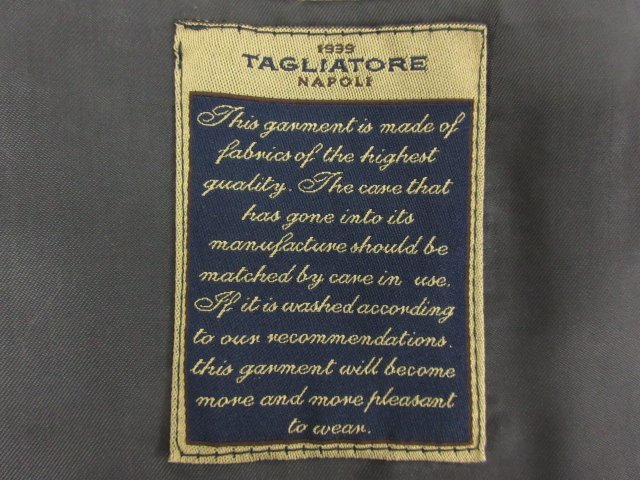 1939
TAGLIATORE
NAPOLI
This garment is made of
fabrics of the highest
quality. The care that
has gone into its
manufacture should be
matched by care in use.
If it is washed according
to our recommendations.
this garment will become
more and more pleasant
to wear.